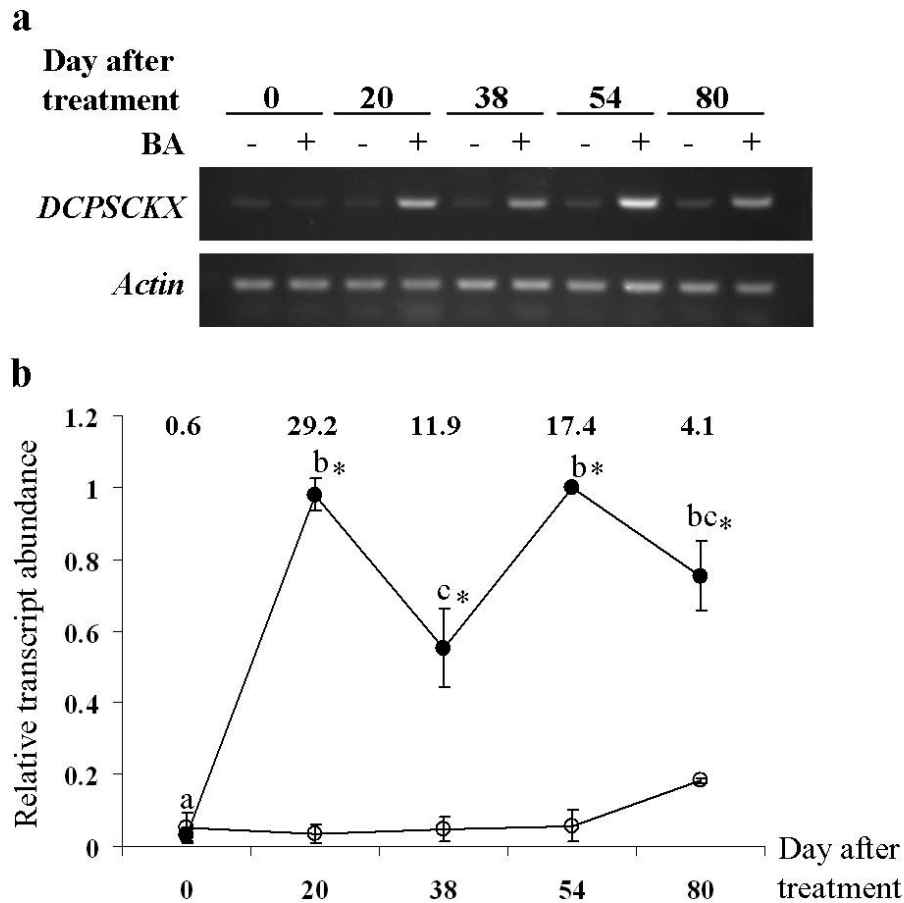 a
Day after
treatment
0 20 38 54 80
BA - + - + - + - + - +
DCPSCKX
Actin
b
Relative transcript abundance
1.2
1
0.8
0.6
0.4
0.2
0
0.6 29.2 11.9 17.4 4.1
a
b*
c*
b*
bc*
0 20 38 54 80
Day after
treatment